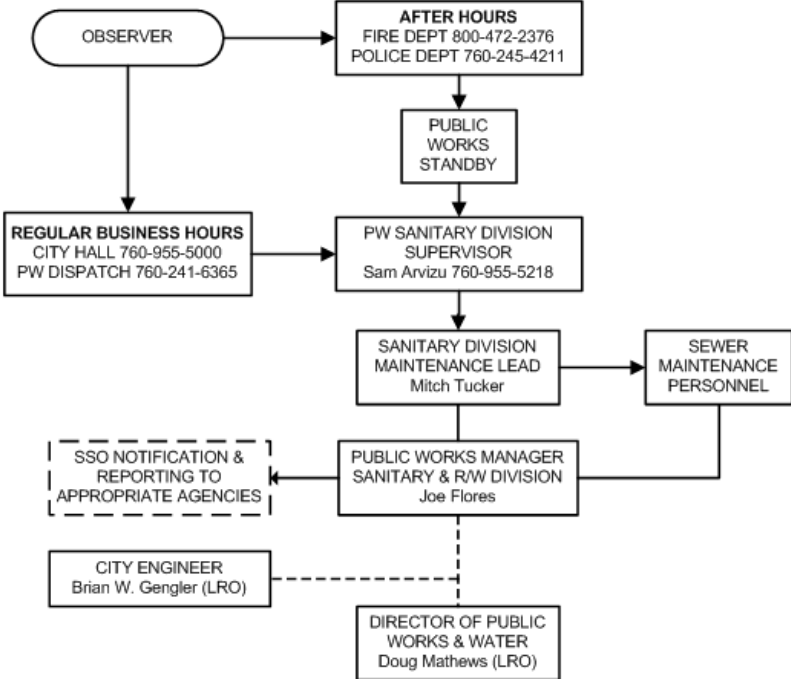 OBSERVER
AFTER HOURS
FIRE DEPT 800-472-2376
POLICE DEPT 760-245-4211
PUBLIC
WORKS
STANDBY
REGULAR BUSINESS HOURS
CITY HALL 760-955-5000
PW DISPATCH 760-241-6365
PW SANITARY DIVISION
SUPERVISOR
Sam Arvizu 760-955-5218
SANITARY DIVISION
MAINTENANCE LEAD
Mitch Tucker
SEWER
MAINTENANCE
PERSONNEL
SSO NOTIFICATION &
REPORTING TO
APPROPRIATE AGENCIES
PUBLIC WORKS MANAGER
SANITARY & R/W DIVISION
Joe Flores
CITY ENGINEER
Brian W. Gengler (LRO)
DIRECTOR OF PUBLIC
WORKS & WATER
Doug Mathews (LRO)